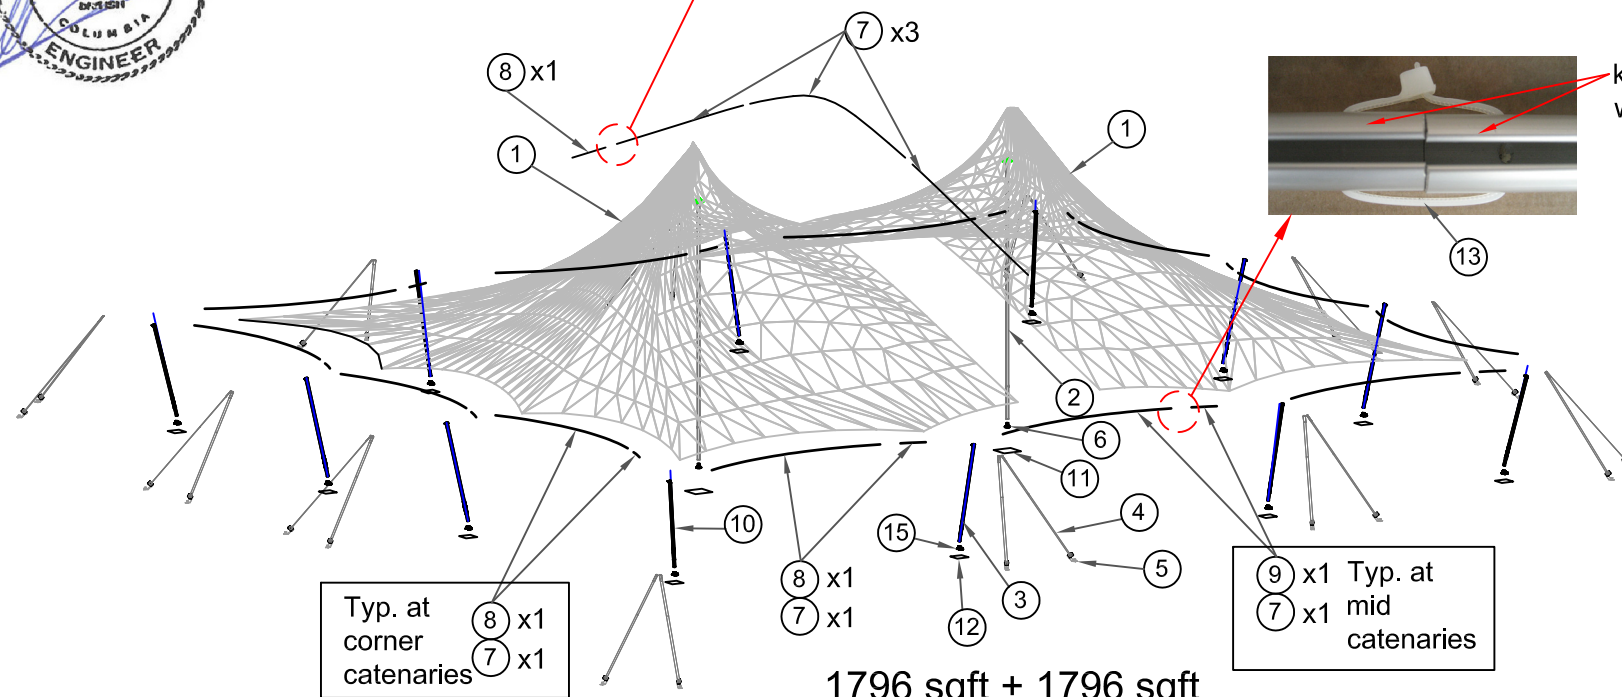 COLUMBIA
ENGINEER
7 x3
8 x1
1
1
k
13
2
6
11
4
10
15
5
3
12
8 x1
7 x1
Typ. at
corner
catenaries
8 x1
7 x1
9 x1
7 x1
Typ. at
mid
catenaries
1796 sqft + 1796 sqft